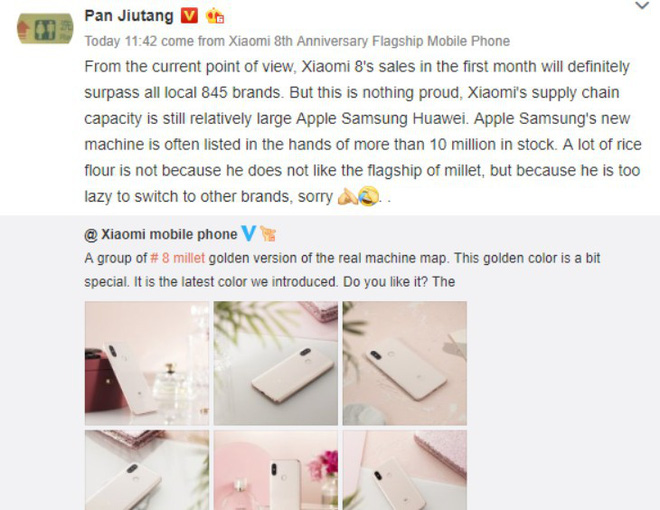 Pan Jiutang
Today 11:42 come from Xiaomi 8th Anniversary Flagship Mobile Phone
From the current point of view, Xiaomi 8's sales in the first month will definitely
surpass all local 845 brands. But this is nothing proud, Xiaomi's supply chain
capacity is still relatively large Apple Samsung Huawei. Apple Samsung's new
machine is often listed in the hands of more than 10 million in stock. A lot of rice
flour is not because he does not like the flagship of millet, but because he is too
lazy to switch to other brands, sorry . .
@ Xiaomi mobile phone
A group of # 8 millet golden version of the real machine map. This golden color is a bit
special. It is the latest color we introduced. Do you like it? The